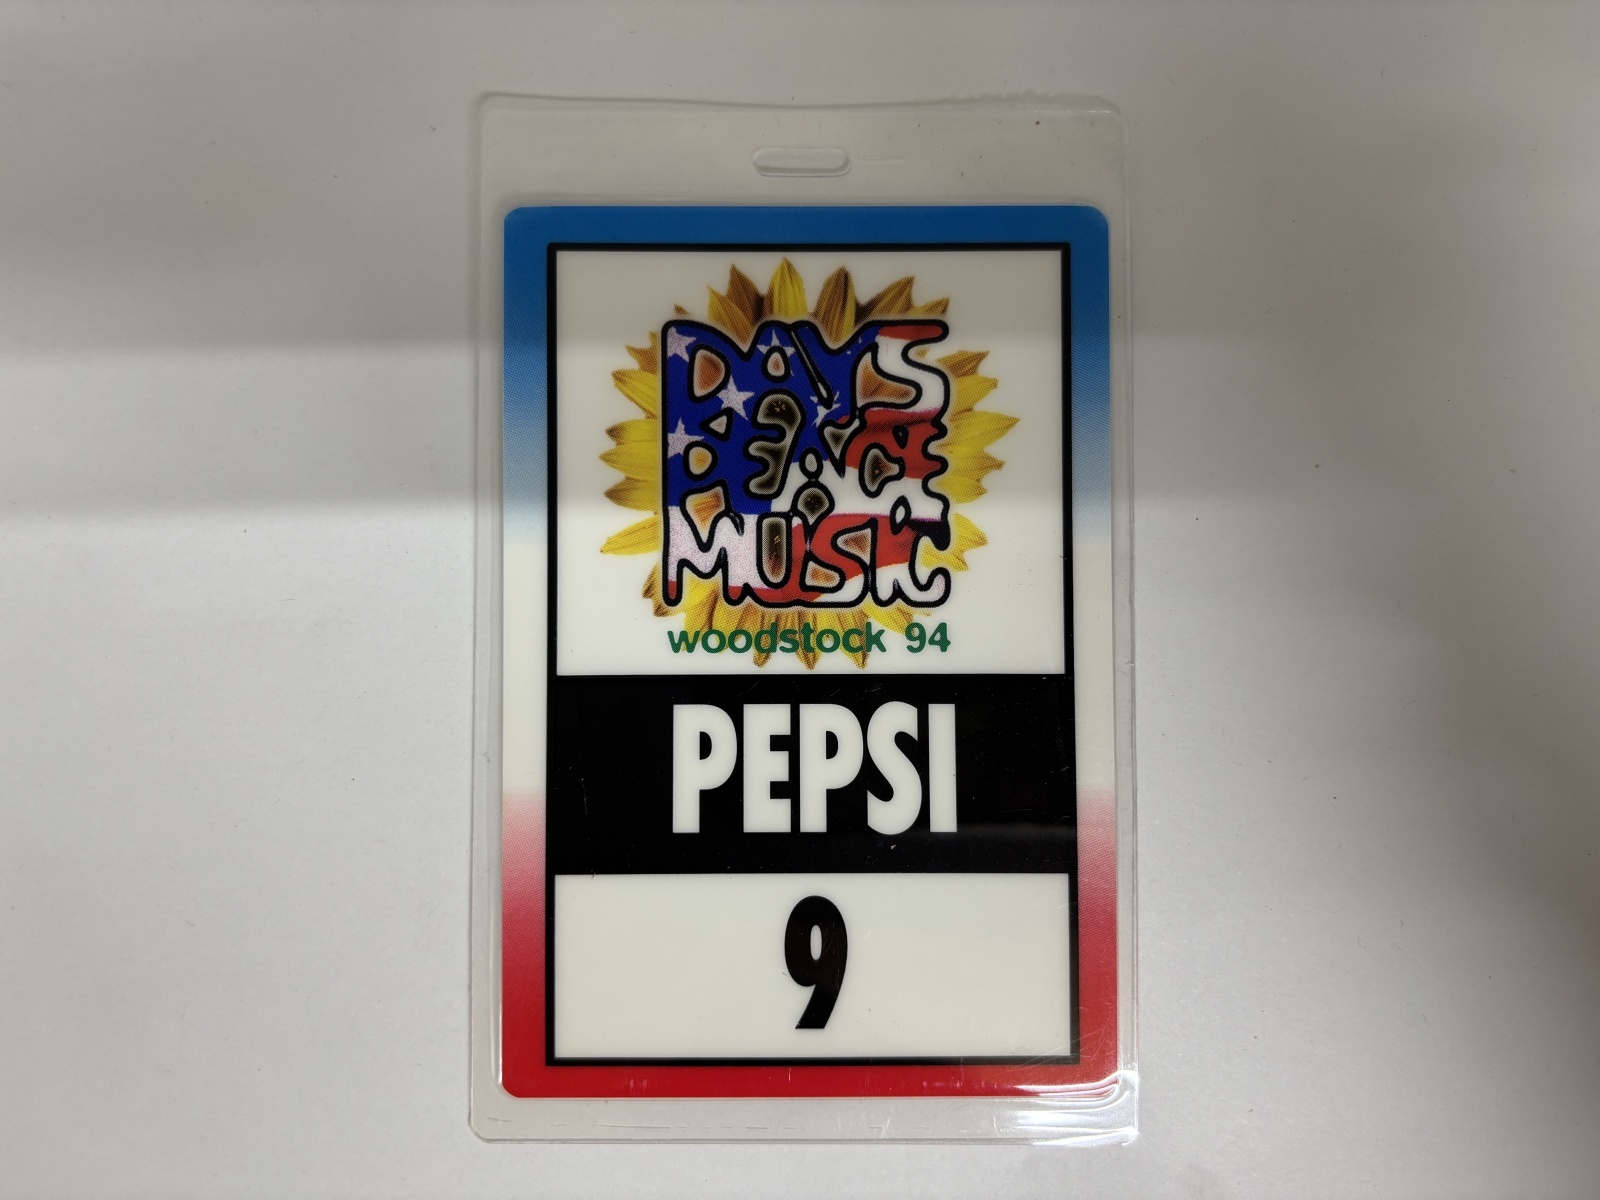 DAYS
PEACE
MUSIC
woodstock 94
PEPSI
9